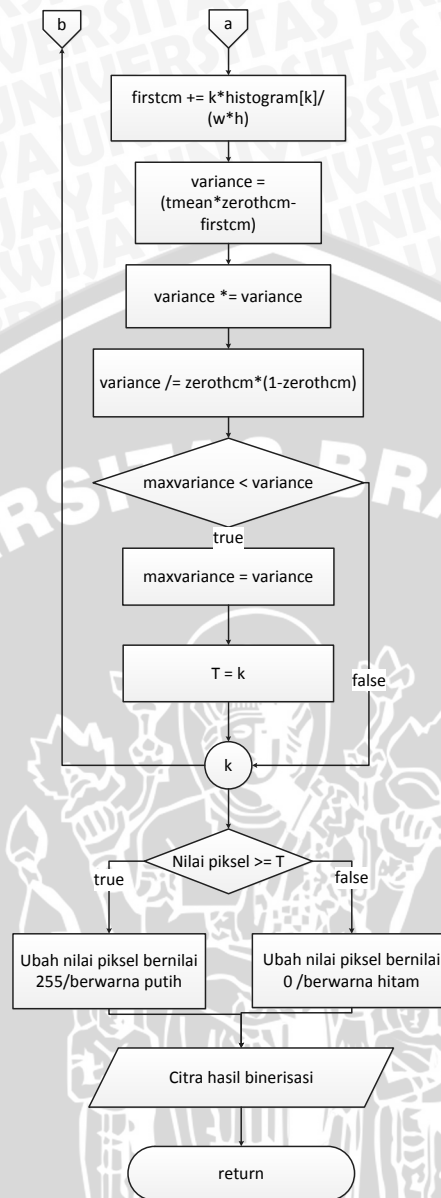 b
a
firstcm += k*histogram[k]/
(w*h)
variance =
(tmean*zerothcm-
firstcm)
variance *= variance
variance /= zerothcm*(1-zerothcm)
maxvariance < variance
true
maxvariance = variance
T = k
false
k
Nilai piksel >= T
true
false
Ubah nilai piksel bernilai
255/berwarna putih
Ubah nilai piksel bernilai
0 /berwarna hitam
Citra hasil binerisasi
return